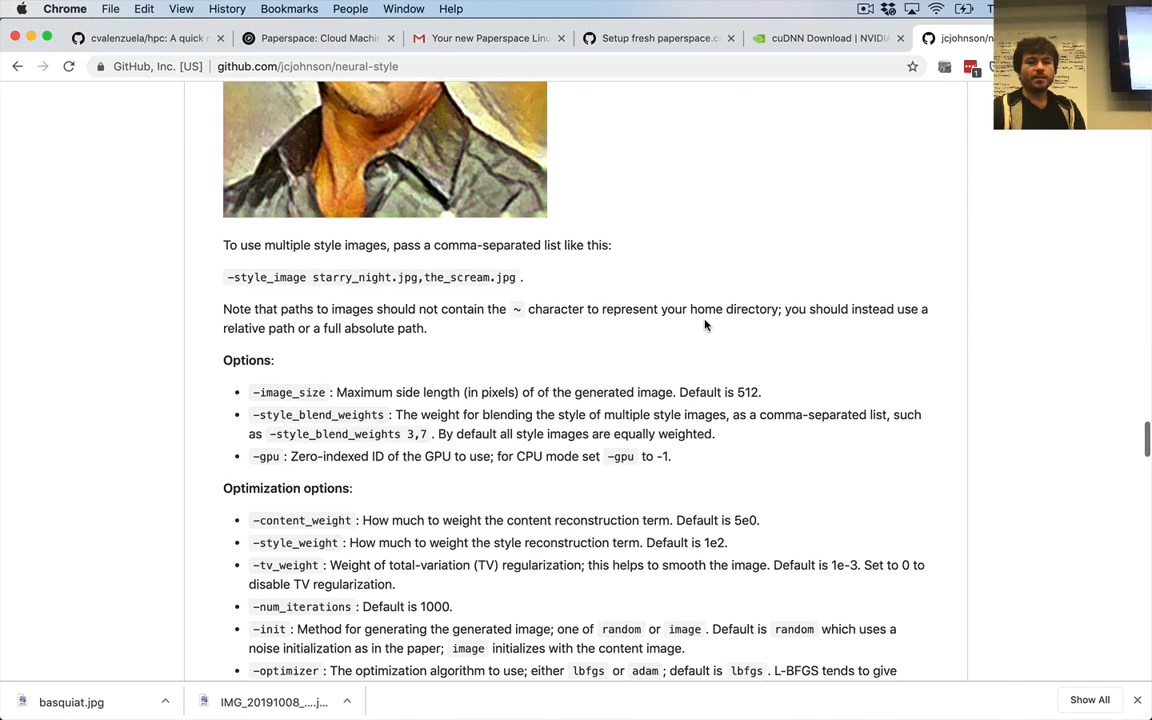 Chrome File Edit View History Bookmarks People Window Help
cvalenzuela/hpc: A quick
Paperspace: Cloud Machi
Your new Paperspace Lin
Setup fresh paperspace.c
cuDNN Download | NVIDI
jcjohnson/n
GitHub, Inc. [US] | github.com/jcjohnson/neural-style
1
To use multiple style images, pass a comma-separated list like this:
-style_image starry_night.jpg,the_scream.jpg .
Note that paths to images should not contain the ~ character to represent your home directory; you should instead use a
relative path or a full absolute path.
Options:
• -image_size : Maximum side length (in pixels) of of the generated image. Default is 512.
• -style_blend_weights : The weight for blending the style of multiple style images, as a comma-separated list, such
as -style_blend_weights 3,7 . By default all style images are equally weighted.
• -gpu : Zero-indexed ID of the GPU to use; for CPU mode set -gpu to -1.
Optimization options:
• -content_weight : How much to weight the content reconstruction term. Default is 5e0.
• -style_weight : How much to weight the style reconstruction term. Default is 1e2.
• -tv_weight : Weight of total-variation (TV) regularization; this helps to smooth the image. Default is 1e-3. Set to 0 to
disable TV regularization.
• -num_iterations : Default is 1000.
• -init : Method for generating the generated image; one of random or image . Default is random which uses a
noise initialization as in the paper; image initializes with the content image.
• -optimizer : The optimization algorithm to use; either lbfgs or adam ; default is lbfgs . L-BFGS tends to give
basquiat.jpg
IMG_20191008_....j...
Show All